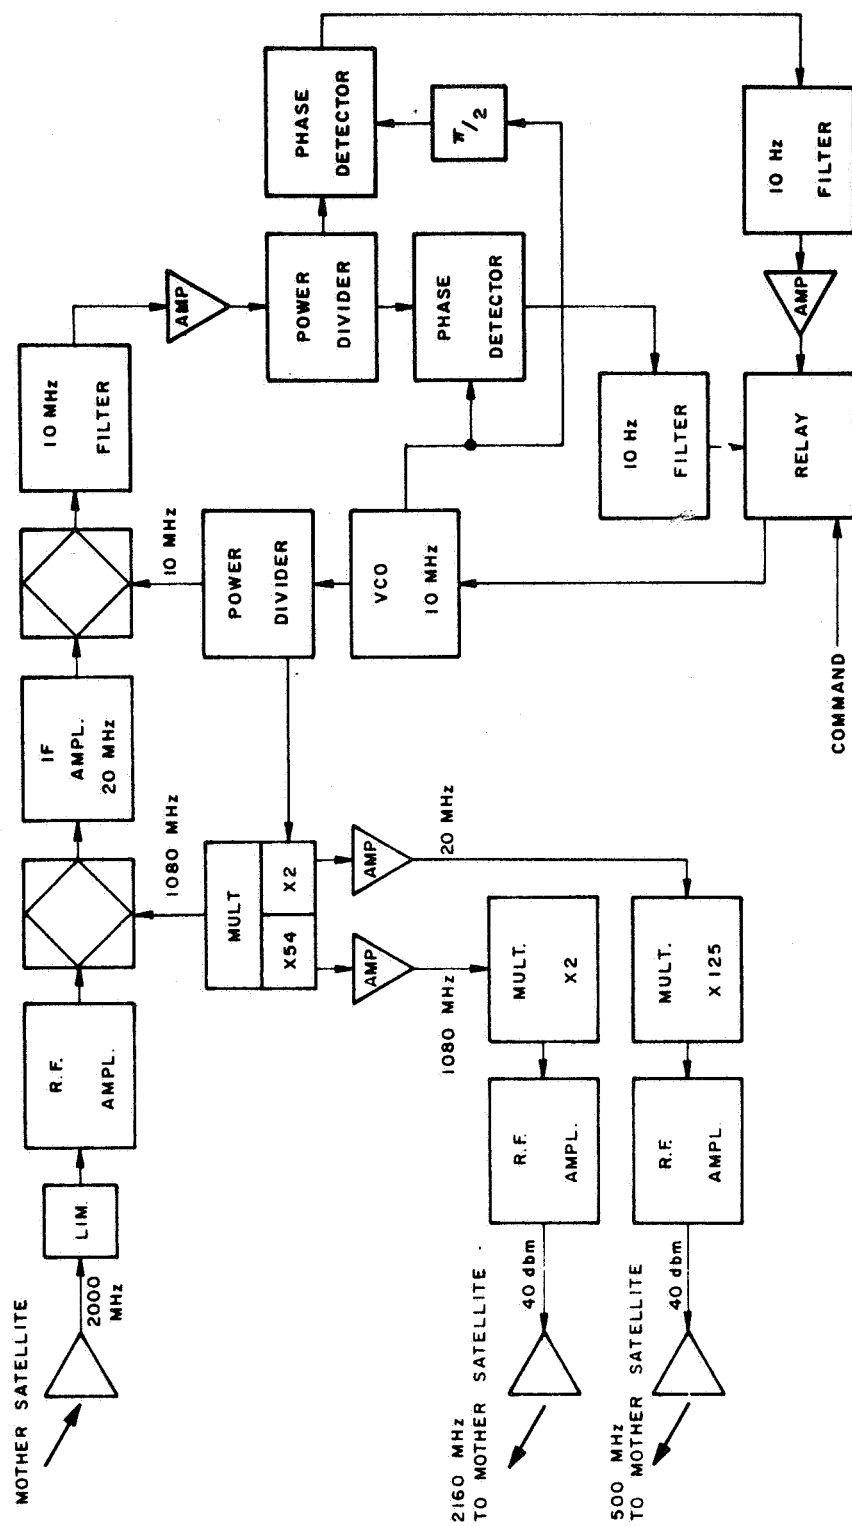 MOTHER SATELLITE
2000
MHz
LIM.
R.F.
AMPL.
1080 MHz
IF
AMPL.
20 MHz
10 MHz
10 MHz
FILTER
AMP
POWER
DIVIDER
PHASE
DETECTOR
π/2
PHASE
DETECTOR
10 Hz
FILTER
AMP
10 Hz
FILTER
RELAY
COMMAND
VCO
10 MHz
POWER
DIVIDER
MULT
X54
X2
AMP
AMP
1080 MHz
20 MHz
MULT.
X2
MULT.
X125
R.F.
AMPL.
R.F.
AMPL.
40 dbm
40 dbm
2160 MHz
TO MOTHER SATELLITE
500 MHz
TO MOTHER SATELLITE